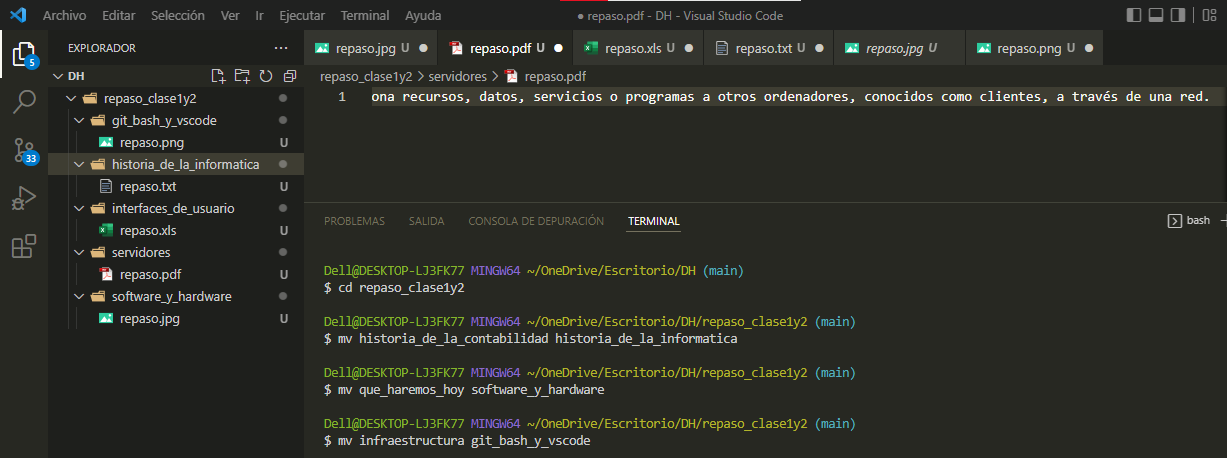 Archivo Editar Selección Ver Ir Ejecutar Terminal Ayuda ● repaso.pdf - DH - Visual Studio Code
EXPLORADOR ···
repaso.jpg U ● repaso.pdf U ● repaso.xls U ● repaso.txt U ● repaso.jpg U repaso.png U ●
DH
repaso_clase1y2 > servidores > repaso.pdf
repaso_clase1y2
1 ona recursos, datos, servicios o programas a otros ordenadores, conocidos como clientes, a través de una red.
git_bash_y_vscode
repaso.png U
historia_de_la_informatica
repaso.txt U
interfaces_de_usuario
repaso.xls U
servidores
repaso.pdf U
software_y_hardware
repaso.jpg U
5
33
PROBLEMAS SALIDA CONSOLA DE DEPURACIÓN TERMINAL bash
Dell@DESKTOP-LJ3FK77 MINGW64 ~/OneDrive/Escritorio/DH (main)
$ cd repaso_clase1y2
Dell@DESKTOP-LJ3FK77 MINGW64 ~/OneDrive/Escritorio/DH/repaso_clase1y2 (main)
$ mv historia_de_la_contabilidad historia_de_la_informatica
Dell@DESKTOP-LJ3FK77 MINGW64 ~/OneDrive/Escritorio/DH/repaso_clase1y2 (main)
$ mv que_haremos_hoy software_y_hardware
Dell@DESKTOP-LJ3FK77 MINGW64 ~/OneDrive/Escritorio/DH/repaso_clase1y2 (main)
$ mv infraestructura git_bash_y_vscode